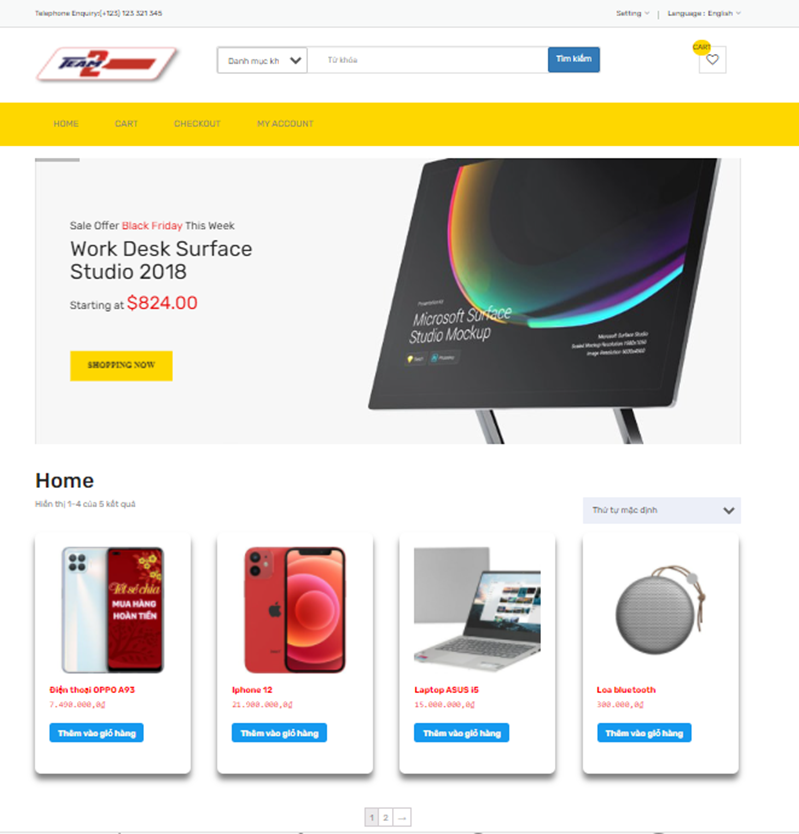 Telephone Enquiry:(+123) 123 321 345
Setting
Language : English
TEAM 2
Danh mục kh
Từ khóa
Tìm kiếm
CART
HOME
CART
CHECKOUT
MY ACCOUNT
Sale Offer Black Friday This Week
Work Desk Surface
Studio 2018
Starting at $824.00
SHOPPING NOW
Microsoft Surface
Studio Mockup
Microsoft Surface Studio
Home
Hiển thị 1–4 của 5 kết quả
Thứ tự mặc định
Tết sẻ chia
MUA HÀNG
HOÀN TIỀN
Điện thoại OPPO A93
7.490.000,0₫
Thêm vào giỏ hàng
Iphone 12
21.900.000,0₫
Thêm vào giỏ hàng
Laptop ASUS i5
15.000.000,0₫
Thêm vào giỏ hàng
Loa bluetooth
300.000,0₫
Thêm vào giỏ hàng
1 2 →